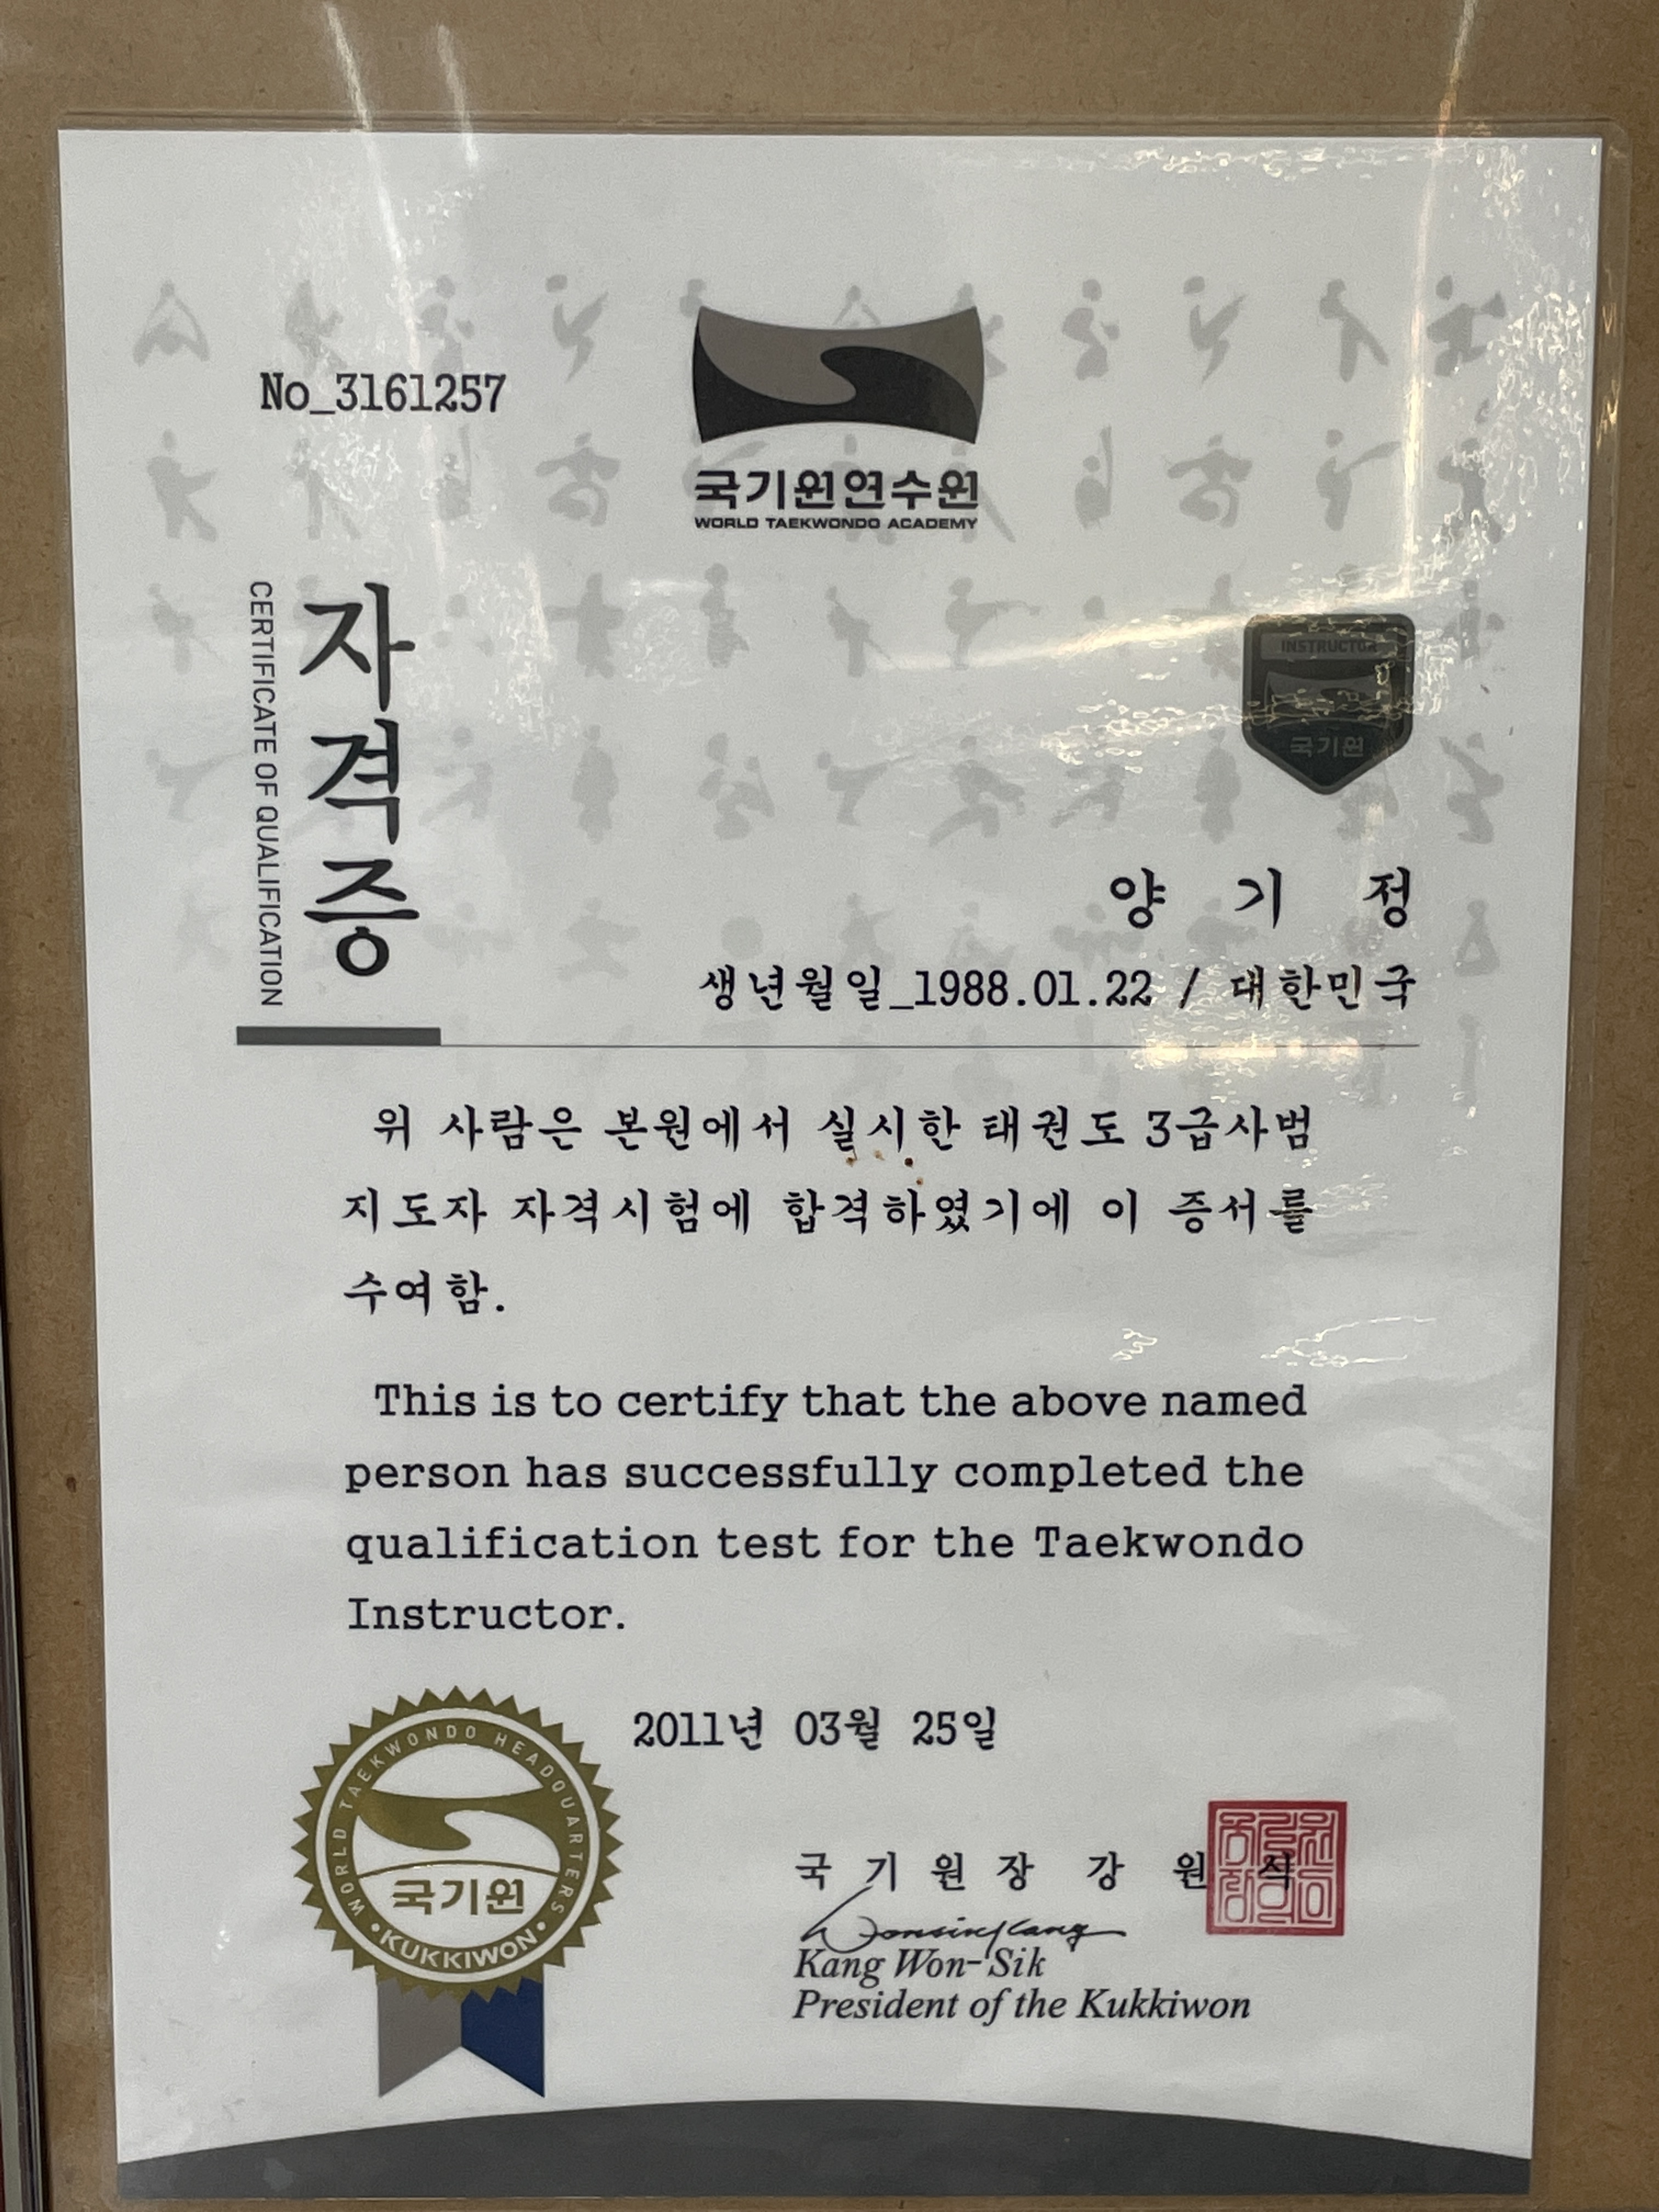 No_3161257
국기원연수원
WORLD TAEKWONDO ACADEMY
자격증
CERTIFICATE OF QUALIFICATION
INSTRUCTOR
국기원
양 기 정
생년월일_1988.01.22 / 대한민국
위 사람은 본원에서 실시한 태권도 3급사범
지도자 자격시험에 합격하였기에 이 증서를
수여함.
This is to certify that the above named
person has successfully completed the
qualification test for the Taekwondo
Instructor.
2011년 03월 25일
WORLD TAEKWONDO HEADQUARTERS
국기원
•KUKKIWON•
국 기 원 장 강 원 식
Kang Won-Sik
President of the Kukkiwon